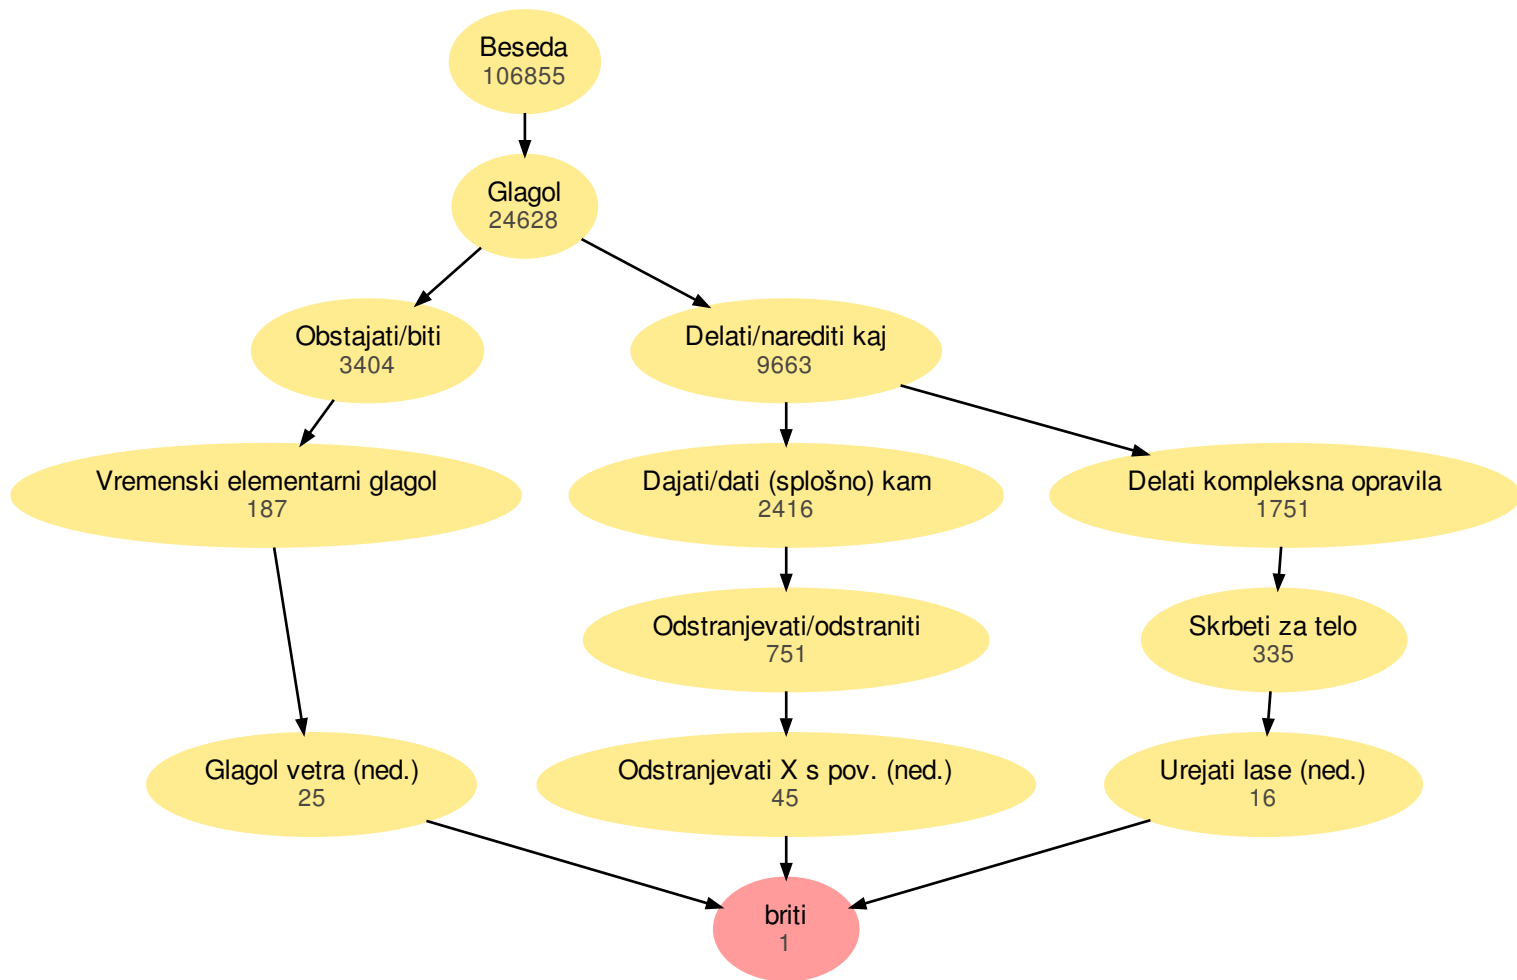 Beseda
106855
Glagol
24628
Obstajati/biti
3404
Delati/narediti kaj
9663
Vremenski elementarni glagol
187
Dajati/dati (splošno) kam
2416
Delati kompleksna opravila
1751
Odstranjevati/odstraniti
751
Skrbeti za telo
335
Glagol vetra (ned.)
25
Odstranjevati X s pov. (ned.)
45
Urejati lase (ned.)
16
briti
1